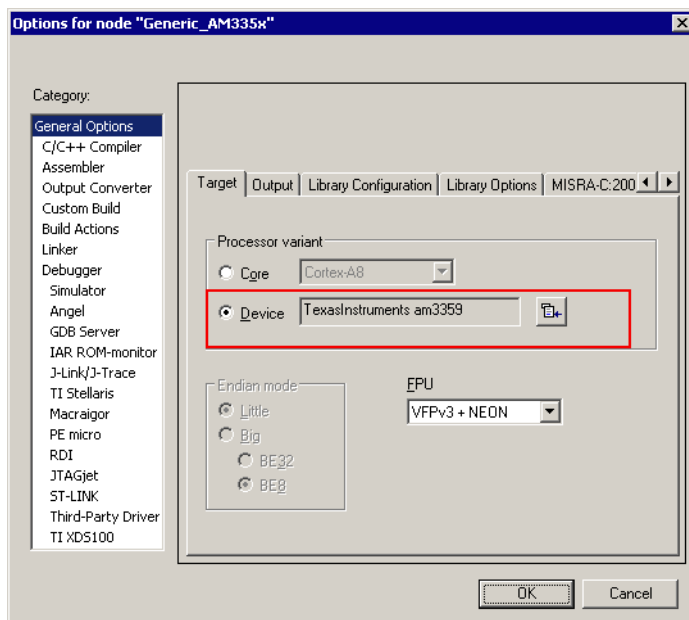 Options for node "Generic_AM335x"
Category:
General Options
C/C++ Compiler
Assembler
Output Converter
Custom Build
Build Actions
Linker
Debugger
Simulator
Angel
GDB Server
IAR ROM-monitor
J-Link/J-Trace
TI Stellaris
Macraigor
PE micro
RDI
JTAGjet
ST-LINK
Third-Party Driver
TI XDS100
Target Output Library Configuration Library Options MISRA-C:200
Processor variant
Core Cortex-A8
Device TexasInstruments am3359
Endian mode
Little
Big
BE32
BE8
FPU
VFPv3 + NEON
OK Cancel